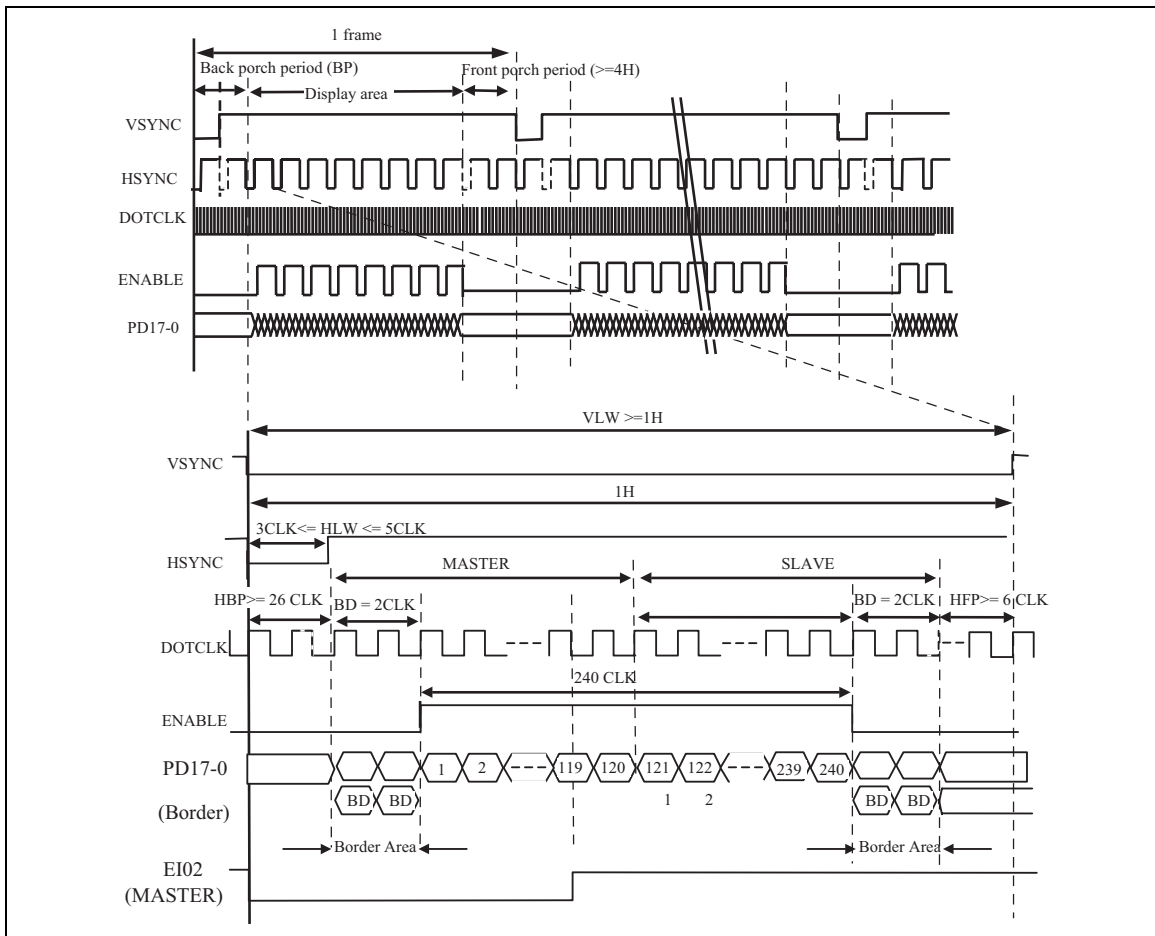 1 frame
Back porch period (BP)
Front porch period (>=4H)
Display area
VSYNC
HSYNC
DOTCLK
ENABLE
PD17-0
VLW >=1H
VSYNC
1H
3CLK<= HLW <= 5CLK
HSYNC
MASTER
SLAVE
HBP>= 26 CLK
BD = 2CLK
BD = 2CLK
HFP>= 6 CLK
DOTCLK
240 CLK
ENABLE
PD17-0
1 2 119 120 121 122 239 240
1 2
(Border)
BD BD BD BD
Border Area
Border Area
EI02
(MASTER)